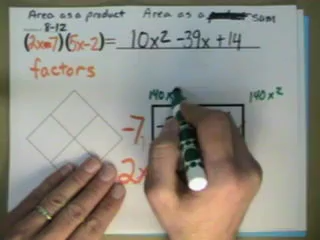 Area as a product Area as a sum
8-12
(2x-7)(5x-2)= 10x² -39x +14
factors
140x 140x²
-7
2x